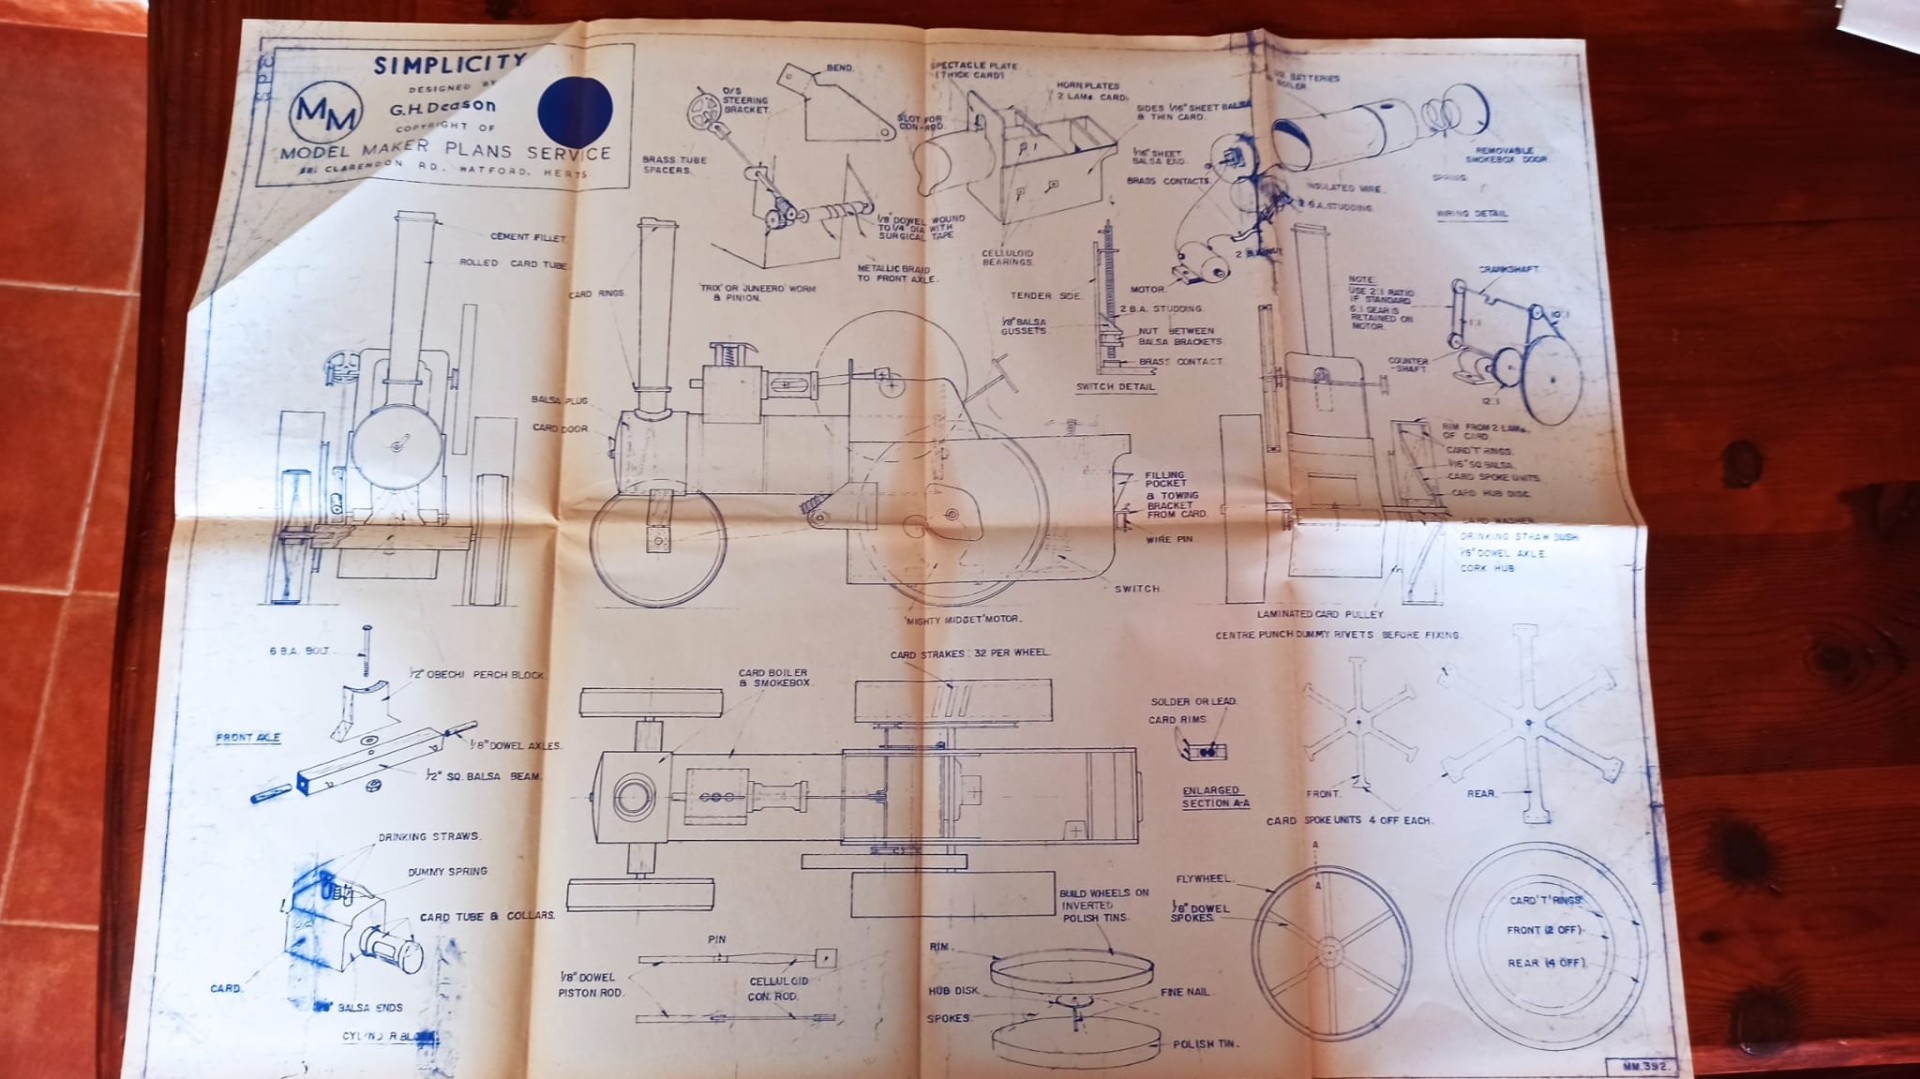 SIMPLICITY
DESIGNED BY
G.H.Deason
COPYRIGHT OF
MODEL MAKER PLANS SERVICE
38, CLARENDON RD., WATFORD, HERTS
MM
CEMENT FILLET.
ROLLED CARD TUBE
BEND.
O/S
STEERING
BRACKET.
SLOT FOR
CON-ROD.
BRASS TUBE
SPACERS.
1/8" DOWEL WOUND
TO 1/4" DIA WITH
SURGICAL TAPE
METALLIC BRAID
TO FRONT AXLE.
'TRIX' OR 'JUNEERO' WORM
& PINION.
CARD RINGS.
SPECTACLE PLATE
(THICK CARD)
HORN PLATES
2 LAMS. CARD.
SIDES 1/16" SHEET BALSA
& THIN CARD.
CELLULOID
BEARINGS.
1/16" SHEET
BALSA END.
BRASS CONTACTS.
BATTERIES
BOILER
REMOVABLE
SMOKEBOX DOOR.
SPRING.
INSULATED WIRE.
2 B.A. STUDDING.
WIRING DETAIL
MOTOR.
TENDER SIDE.
2 B.A. STUDDING.
1/8" BALSA
GUSSETS
NUT BETWEEN
BALSA BRACKETS
BRASS CONTACT
SWITCH DETAIL
NOTE.
USE 2:1 RATIO
IF STANDARD
6:1 GEAR IS
RETAINED ON
MOTOR.
CRANKSHAFT.
10:1
1:1
COUNTER
-SHAFT.
12:1
BALSA PLUG.
CARD DOOR.
FILLING
POCKET
& TOWING
BRACKET
FROM CARD.
WIRE PIN
SWITCH.
'MIGHTY MIDGET' MOTOR.
RIM FROM 2 LAMS.
OF CARD.
CARD 'T' RINGS.
1/16" SQ BALSA.
CARD SPOKE UNITS.
CARD HUB DISC.
CARD WASHER
DRINKING STRAW BUSH
1/8" DOWEL AXLE.
CORK HUB
LAMINATED CARD PULLEY
CENTRE PUNCH DUMMY RIVETS BEFORE FIXING.
6 B.A. BOLT.
1/2" OBECHI PERCH BLOCK.
FRONT AXLE
1/8" DOWEL AXLES.
1/2" SQ. BALSA BEAM.
CARD BOILER
& SMOKEBOX.
CARD STRAKES: 32 PER WHEEL.
SOLDER OR LEAD.
CARD RIMS
ENLARGED
SECTION A-A
FRONT.
REAR.
CARD SPOKE UNITS 4 OFF EACH.
DRINKING STRAWS.
DUMMY SPRING
CARD TUBE & COLLARS.
CARD.
BALSA ENDS
PIN
1/8" DOWEL
PISTON ROD.
CELLULOID
CON. ROD.
BUILD WHEELS ON
INVERTED
POLISH TINS.
RIM.
HUB DISK.
FINE NAIL.
SPOKES.
POLISH TIN.
A
A
FLYWHEEL.
1/8" DOWEL
SPOKES.
CARD 'T' RINGS
FRONT (2 OFF)
REAR (4 OFF)
MM.392.